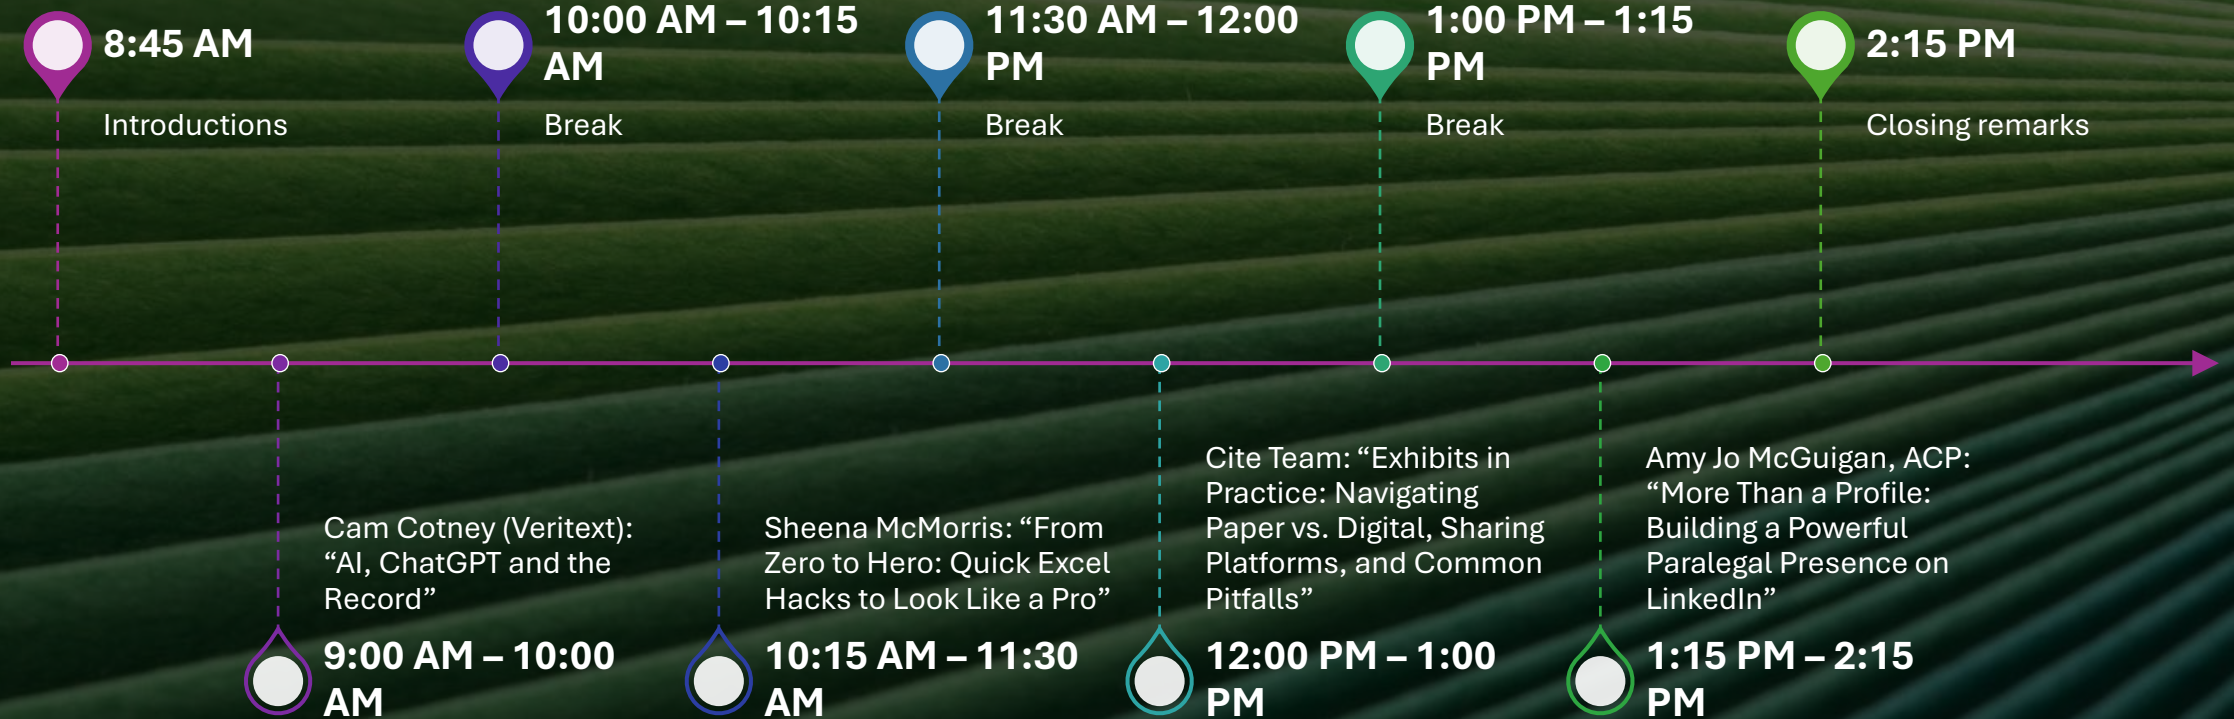 8:45 AM
Introductions
10:00 AM – 10:15
AM
Break
11:30 AM – 12:00
PM
Break
1:00 PM – 1:15
PM
Break
2:15 PM
Closing remarks
Cam Cotney (Veritext):
“AI, ChatGPT and the
Record”
9:00 AM – 10:00
AM
Sheena McMorris: “From
Zero to Hero: Quick Excel
Hacks to Look Like a Pro”
10:15 AM – 11:30
AM
Cite Team: “Exhibits in
Practice: Navigating
Paper vs. Digital, Sharing
Platforms, and Common
Pitfalls”
12:00 PM – 1:00
PM
Amy Jo McGuigan, ACP:
“More Than a Profile:
Building a Powerful
Paralegal Presence on
LinkedIn”
1:15 PM – 2:15
PM